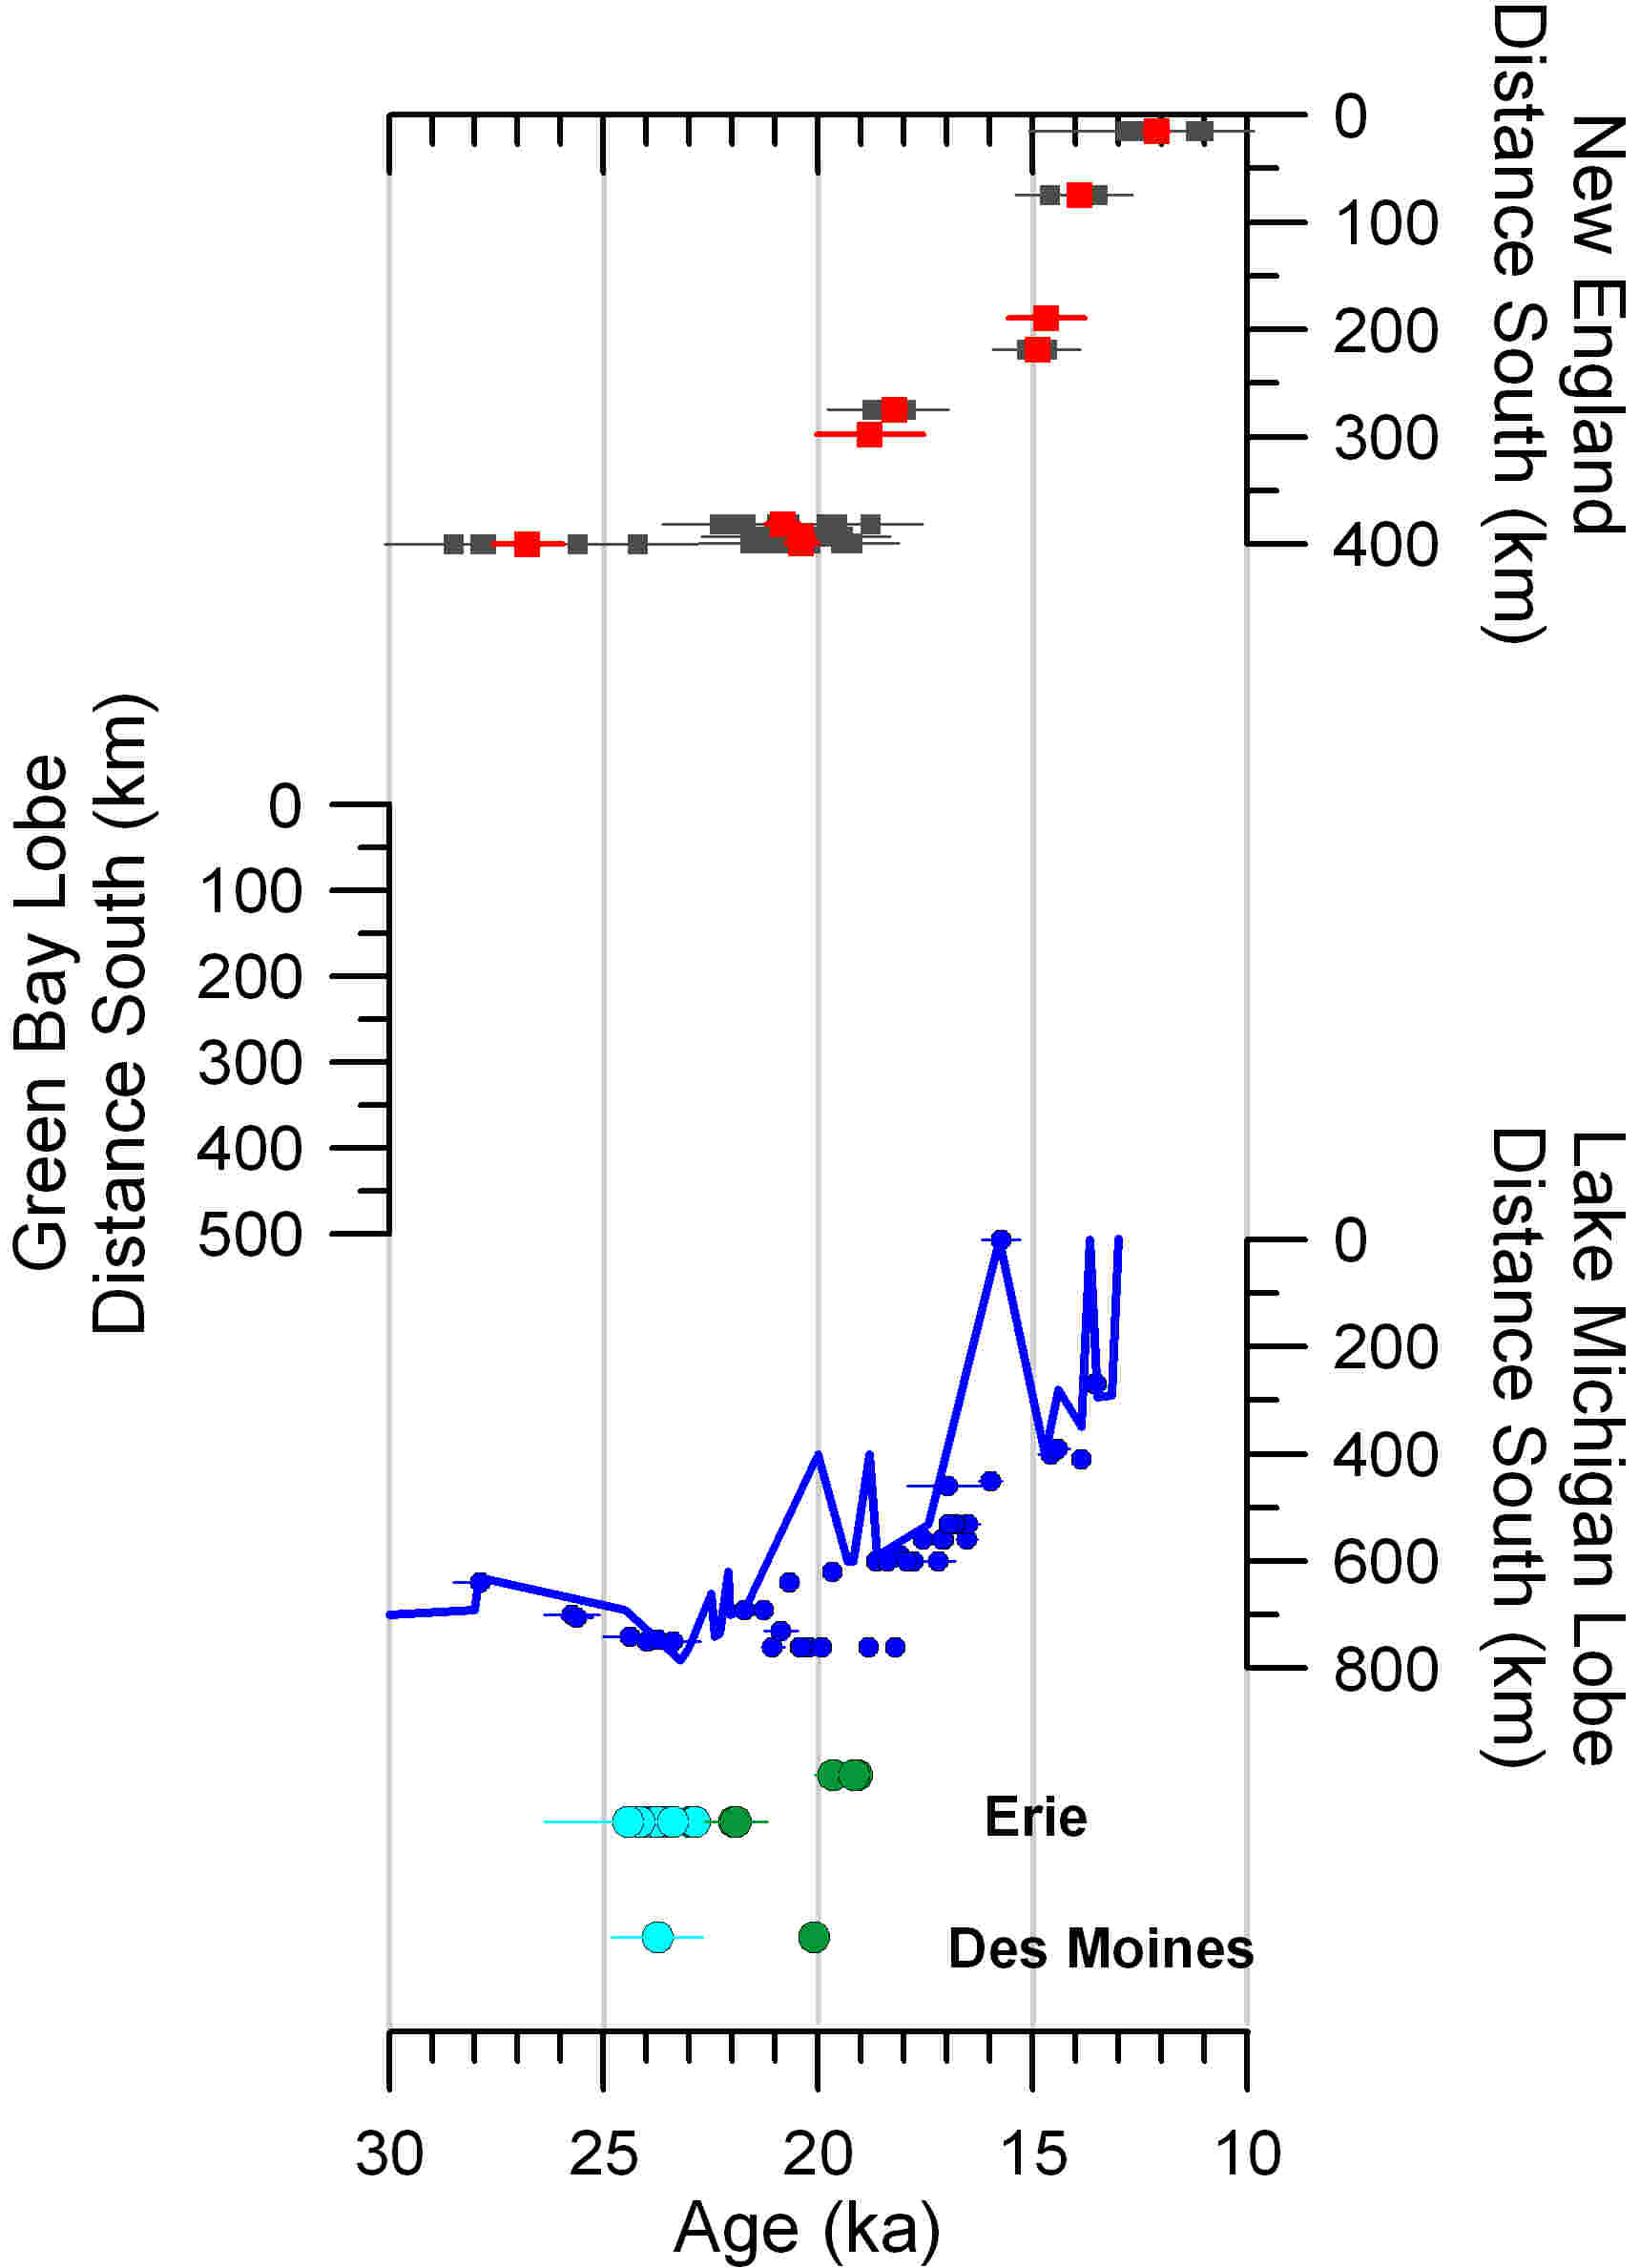 New England
Distance South (km)
0
100
200
300
400
Green Bay Lobe
Distance South (km)
0
100
200
300
400
500
Lake Michigan Lobe
Distance South (km)
0
200
400
600
800
Erie
Des Moines
30 25 20 15 10
Age (ka)